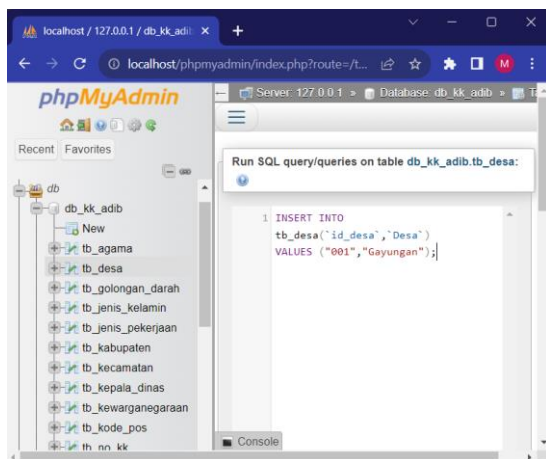 localhost / 127.0.0.1 / db_kk_adib
localhost/phpmyadmin/index.php?route=/t...
M
phpMyAdmin
Recent Favorites
db
db_kk_adib
New
tb_agama
tb_desa
tb_golongan_darah
tb_jenis_kelamin
tb_jenis_pekerjaan
tb_kabupaten
tb_kecamatan
tb_kepala_dinas
tb_kewarganegaraan
tb_kode_pos
tb_no_kk
Server: 127.0.0.1 » Database: db_kk_adib »
Run SQL query/queries on table db_kk_adib.tb_desa:
1 INSERT INTO
tb_desa(`id_desa`,`Desa`)
VALUES ("001","Gayungan");
Console